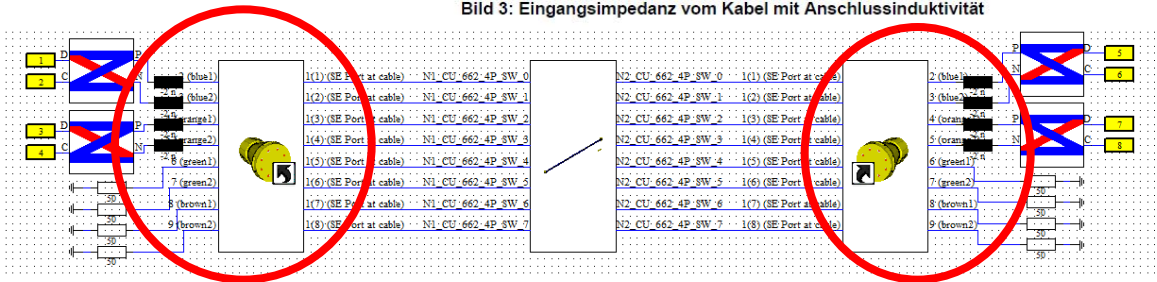 Bild 3: Eingangsimpedanz vom Kabel mit Anschlussinduktivität
D P P D 5
1
2 C N N C 6
(blue1) 1(1) (SE Port at cable) N1_CU_662_4P_SW_0 N2_CU_662_4P_SW_0 1(1) (SE Port at cable) 2 (blue1)
(blue2) 1(2) (SE Port at cable) N1_CU_662_4P_SW_1 N2_CU_662_4P_SW_1 1(2) (SE Port at cable) 3 (blue2)
3 D P (orange1) 1(3) (SE Port at cable) N1_CU_662_4P_SW_2 N2_CU_662_4P_SW_2 1(3) (SE Port at cable) 4 (orange P D 7
4 C N orange2) 1(4) (SE Port at cable) N1_CU_662_4P_SW_3 N2_CU_662_4P_SW_3 1(4) (SE Port at cable) 5 (orange N C 8
-2 n 6 (green1) 1(5) (SE Port at cable) N1_CU_662_4P_SW_4 N2_CU_662_4P_SW_4 1(5) (SE Port at cable) 6 (green1)
7 (green2) 1(6) (SE Port at cable) N1_CU_662_4P_SW_5 N2_CU_662_4P_SW_5 1(6) (SE Port at cable) 7 (green2)
50 50
8 (brown1) 1(7) (SE Port at cable) N1_CU_662_4P_SW_6 N2_CU_662_4P_SW_6 1(7) (SE Port at cable) 8 (brown1)
50 50
9 (brown2) 1(8) (SE Port at cable) N1_CU_662_4P_SW_7 N2_CU_662_4P_SW_7 1(8) (SE Port at cable) 9 (brown2)
50 50
50 50